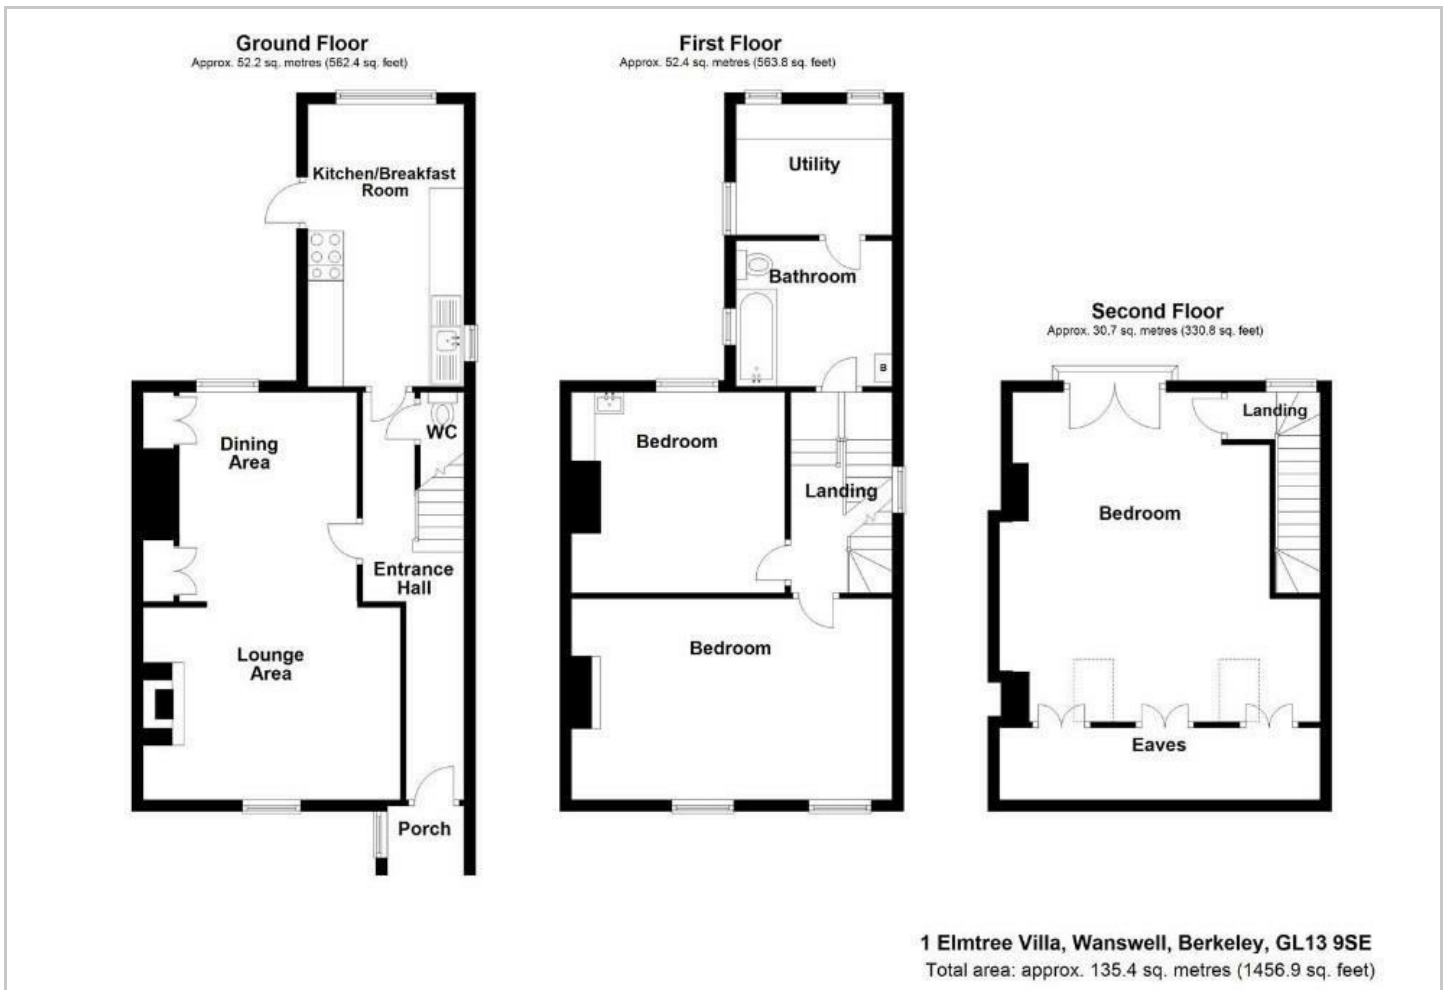 Ground Floor
Approx. 52.2 sq. metres (562.4 sq. feet)
Kitchen/Breakfast
Room
WC
Dining
Area
Entrance
Hall
Lounge
Area
Porch
First Floor
Approx. 52.4 sq. metres (563.8 sq. feet)
Utility
Bathroom
B
Bedroom
Landing
Bedroom
Second Floor
Approx. 30.7 sq. metres (330.8 sq. feet)
Landing
Bedroom
Eaves
1 Elmtree Villa, Wanswell, Berkeley, GL13 9SE
Total area: approx. 135.4 sq. metres (1456.9 sq. feet)